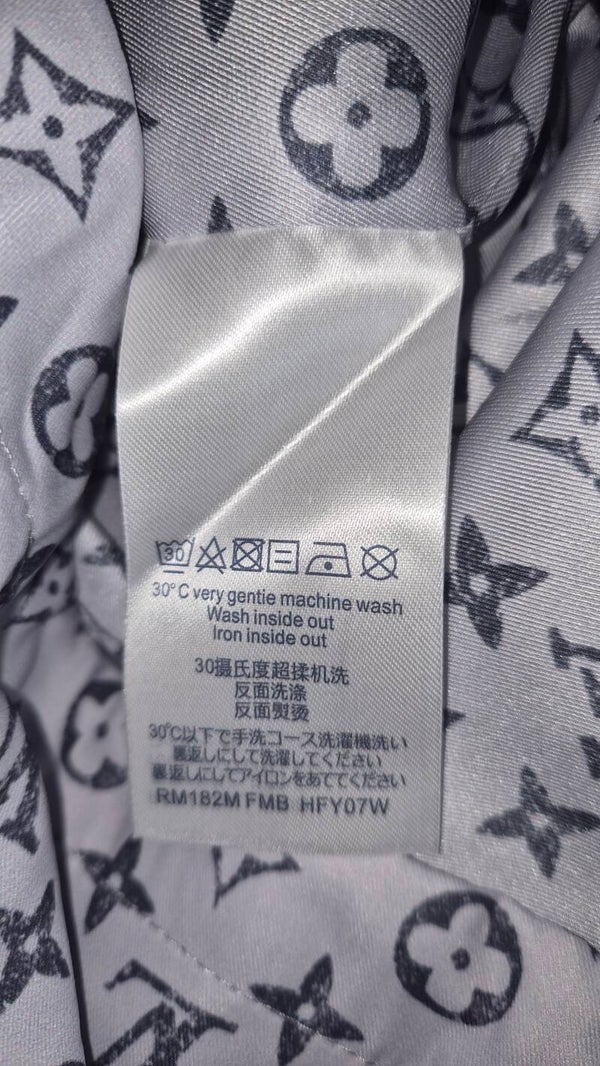 30
30°C very gentie machine wash
Wash inside out
Iron inside out
30摄氏度超揉机洗
反面洗涤
反面熨烫
30℃以下で手洗コース洗濯機洗い
裏返しにして洗濯してください
裏返しにしてアイロンをあててください
RM182M FMB HFY07W